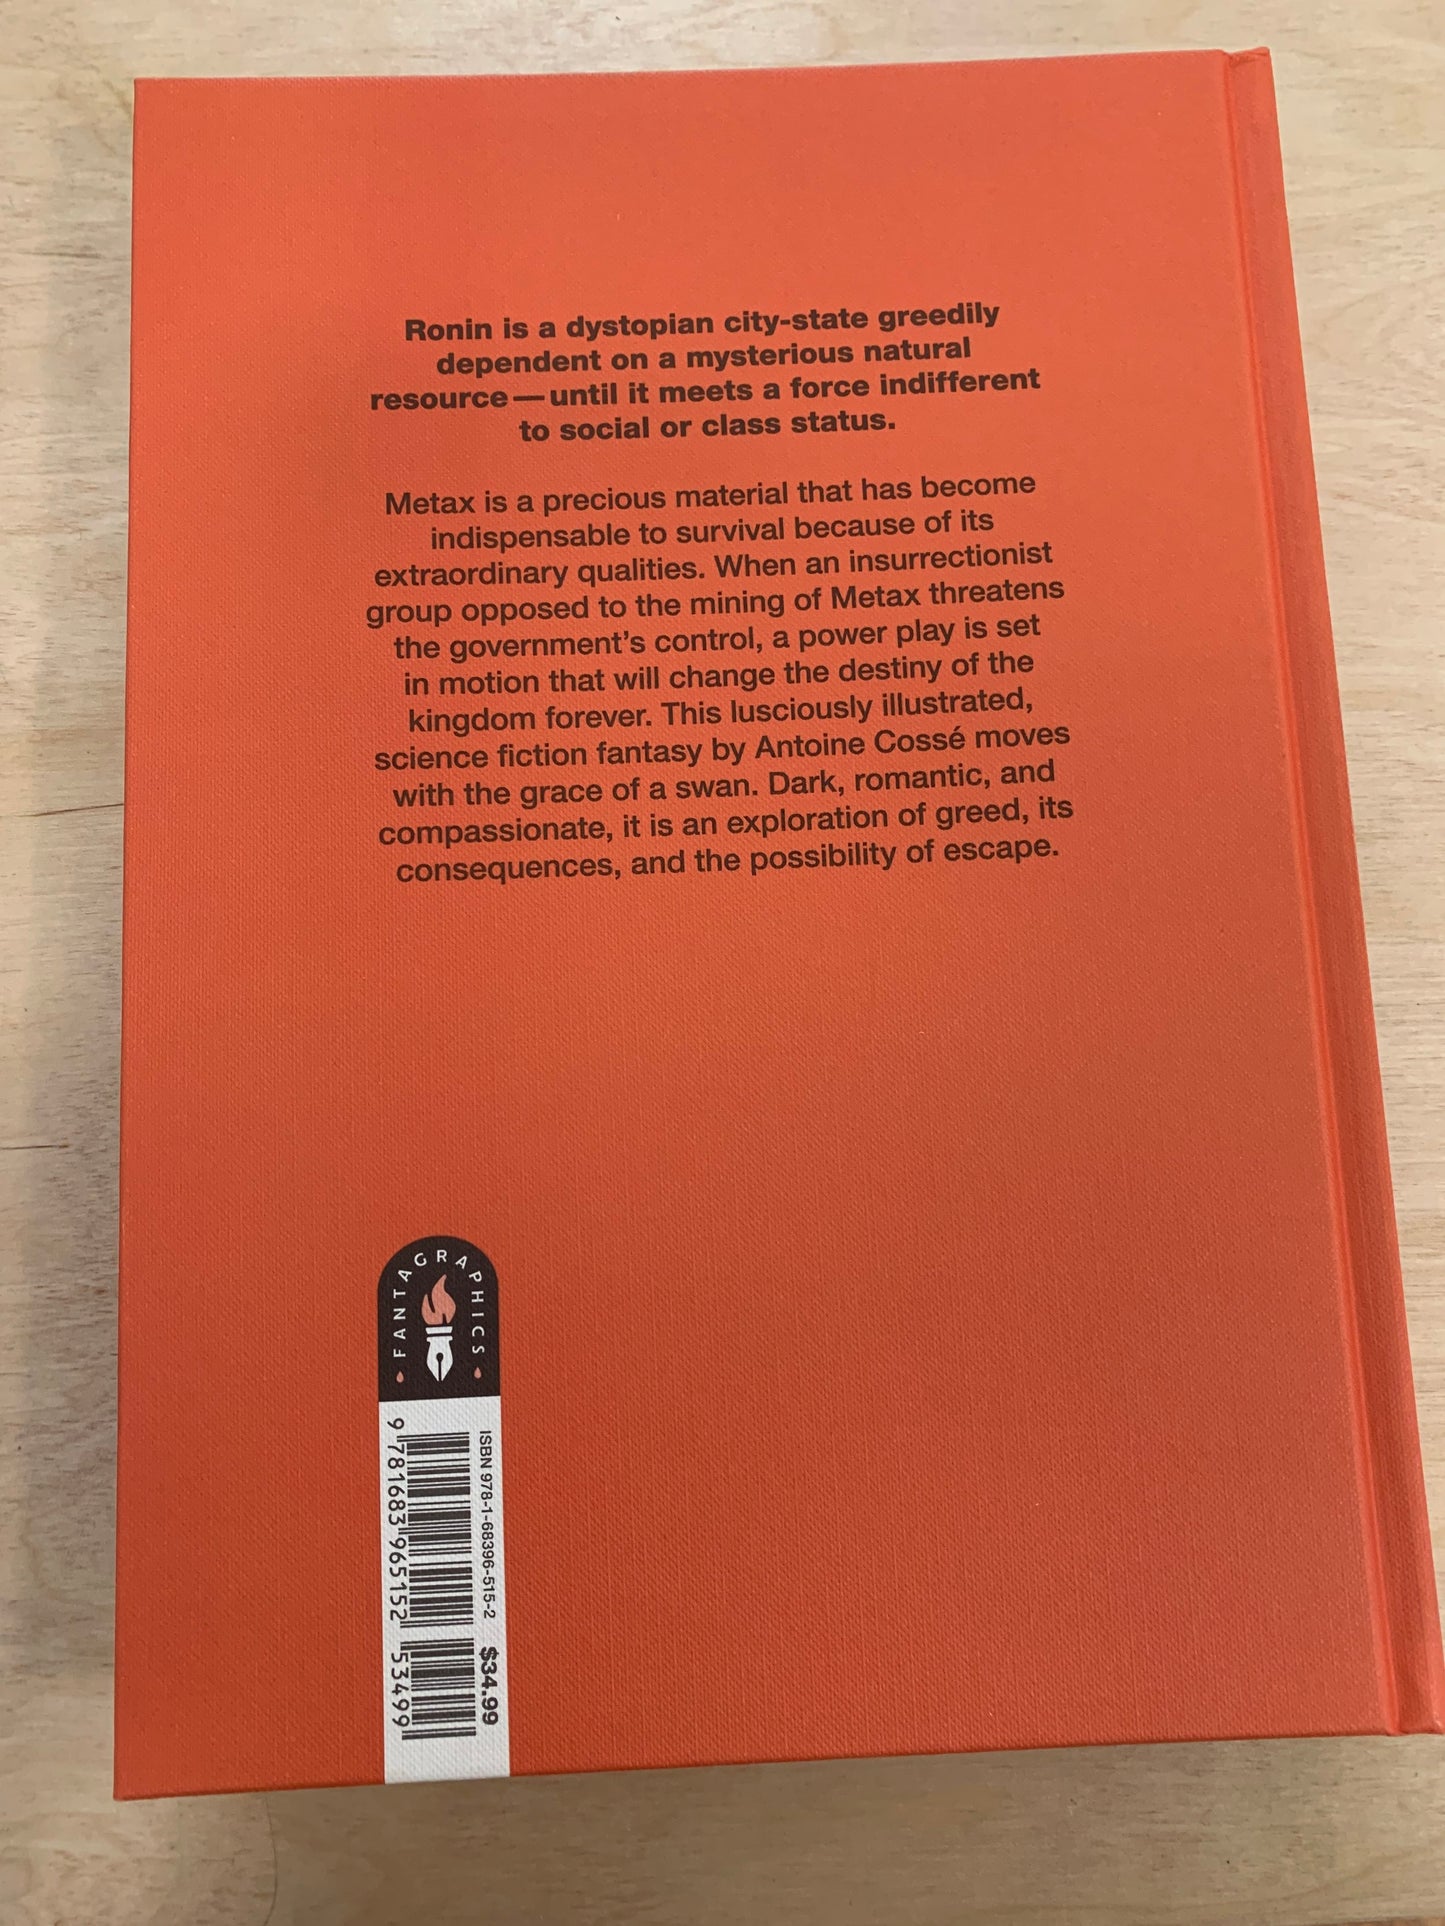 Ronin is a dystopian city-state greedily
dependent on a mysterious natural
resource — until it meets a force indifferent
to social or class status.
Metax is a precious material that has become
indispensable to survival because of its
extraordinary qualities. When an insurrectionist
group opposed to the mining of Metax threatens
the government’s control, a power play is set
in motion that will change the destiny of the
kingdom forever. This lusciously illustrated,
science fiction fantasy by Antoine Cossé moves
with the grace of a swan. Dark, romantic, and
compassionate, it is an exploration of greed, its
consequences, and the possibility of escape.
FANTAGRAPHICS
ISBN 978-1-68396-515-2 $34.99
9 781683 965152 53499